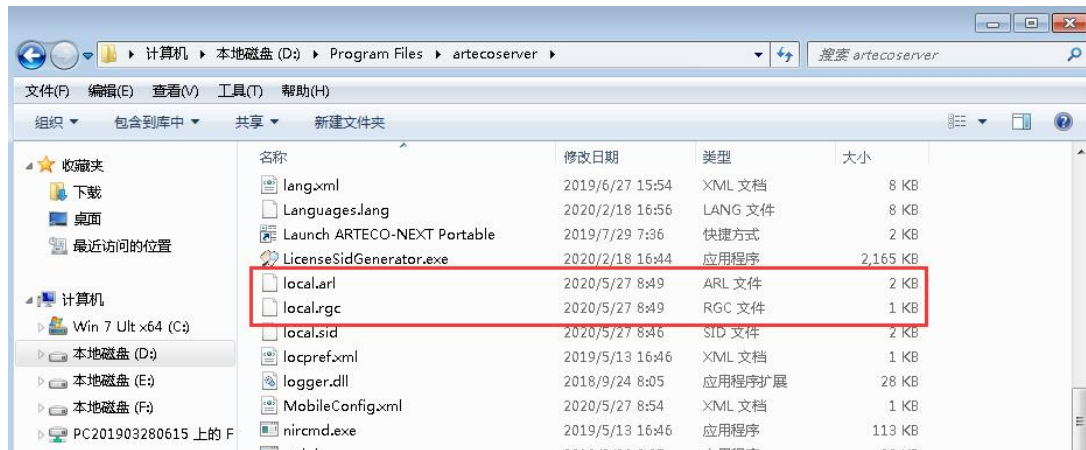 计算机 本地磁盘 (D:) Program Files artecoserver 搜索 artecoserver
文件(F) 编辑(E) 查看(V) 工具(T) 帮助(H)
组织 包含到库中 共享 新建文件夹
收藏夹
下载
桌面
最近访问的位置
计算机
Win 7 Ult x64 (C:)
本地磁盘 (D:)
本地磁盘 (E:)
本地磁盘 (F:)
PC201903280615 上的 F
名称 修改日期 类型 大小
lang.xml 2019/6/27 15:54 XML 文档 8 KB
Languages.lang 2020/2/18 16:56 LANG 文件 8 KB
Launch ARTECO-NEXT Portable 2019/7/29 7:36 快捷方式 2 KB
LicenseSidGenerator.exe 2020/2/18 16:44 应用程序 2,165 KB
local.arl 2020/5/27 8:49 ARL 文件 2 KB
local.rgc 2020/5/27 8:49 RGC 文件 1 KB
local.sid 2020/5/27 8:46 SID 文件 2 KB
locpref.xml 2019/5/13 16:46 XML 文档 1 KB
logger.dll 2018/9/24 8:05 应用程序扩展 28 KB
MobileConfig.xml 2020/5/27 8:54 XML 文档 1 KB
nircmd.exe 2019/5/13 16:46 应用程序 113 KB